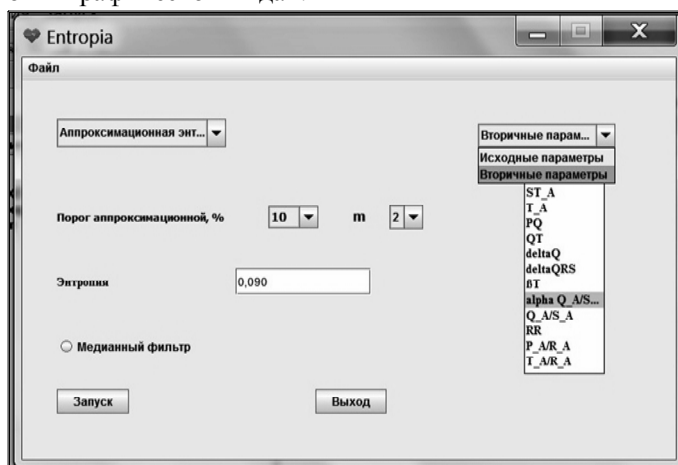 Entropia
Файл
Аппроксимационная энт...
Вторичные парам...
Исходные параметры
Вторичные параметры
ST_A
T_A
PQ
QT
deltaQ
deltaQRS
βT
alpha Q_A/S...
Q_A/S_A
RR
P_A/R_A
T_A/R_A
Порог аппроксимационной, %
10
m
2
Энтропия
0,090
Медианный фильтр
Запуск
Выход